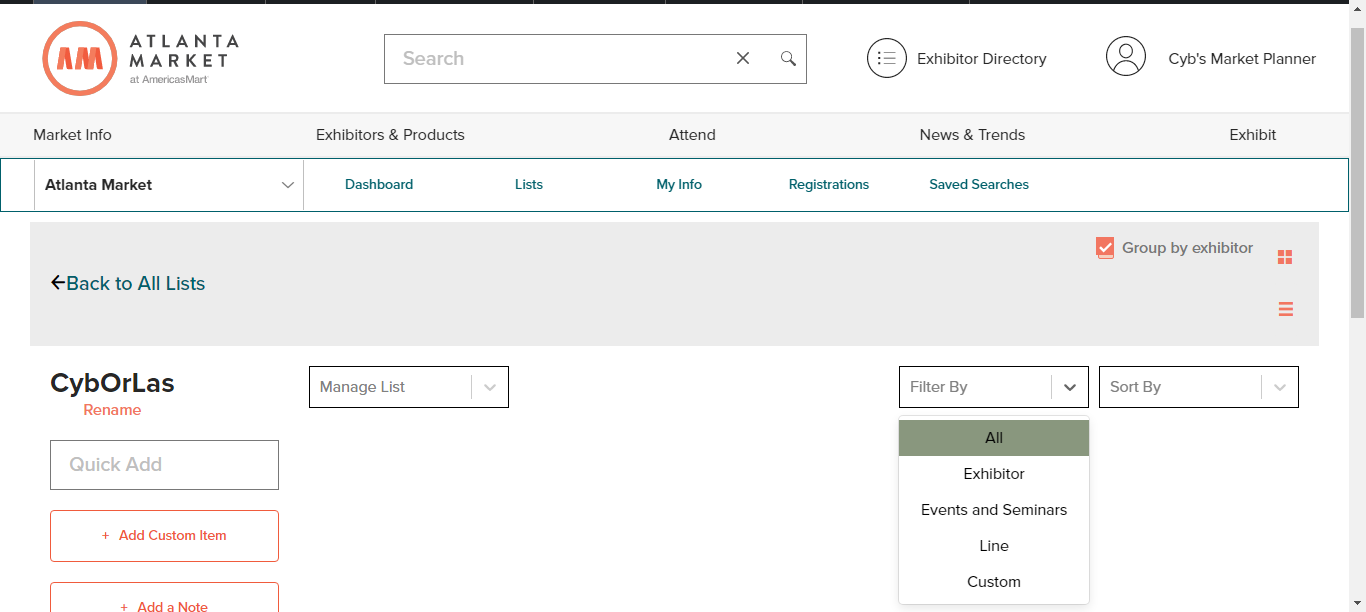 ATLANTA
MARKET
at AmericasMart
AM
Search
Exhibitor Directory
Cyb's Market Planner
Market Info
Exhibitors & Products
Attend
News & Trends
Exhibit
Atlanta Market
Dashboard
Lists
My Info
Registrations
Saved Searches
Group by exhibitor
Back to All Lists
CybOrLas
Rename
Manage List
Filter By
Sort By
All
Exhibitor
Events and Seminars
Line
Custom
Quick Add
+ Add Custom Item
+ Add a Note